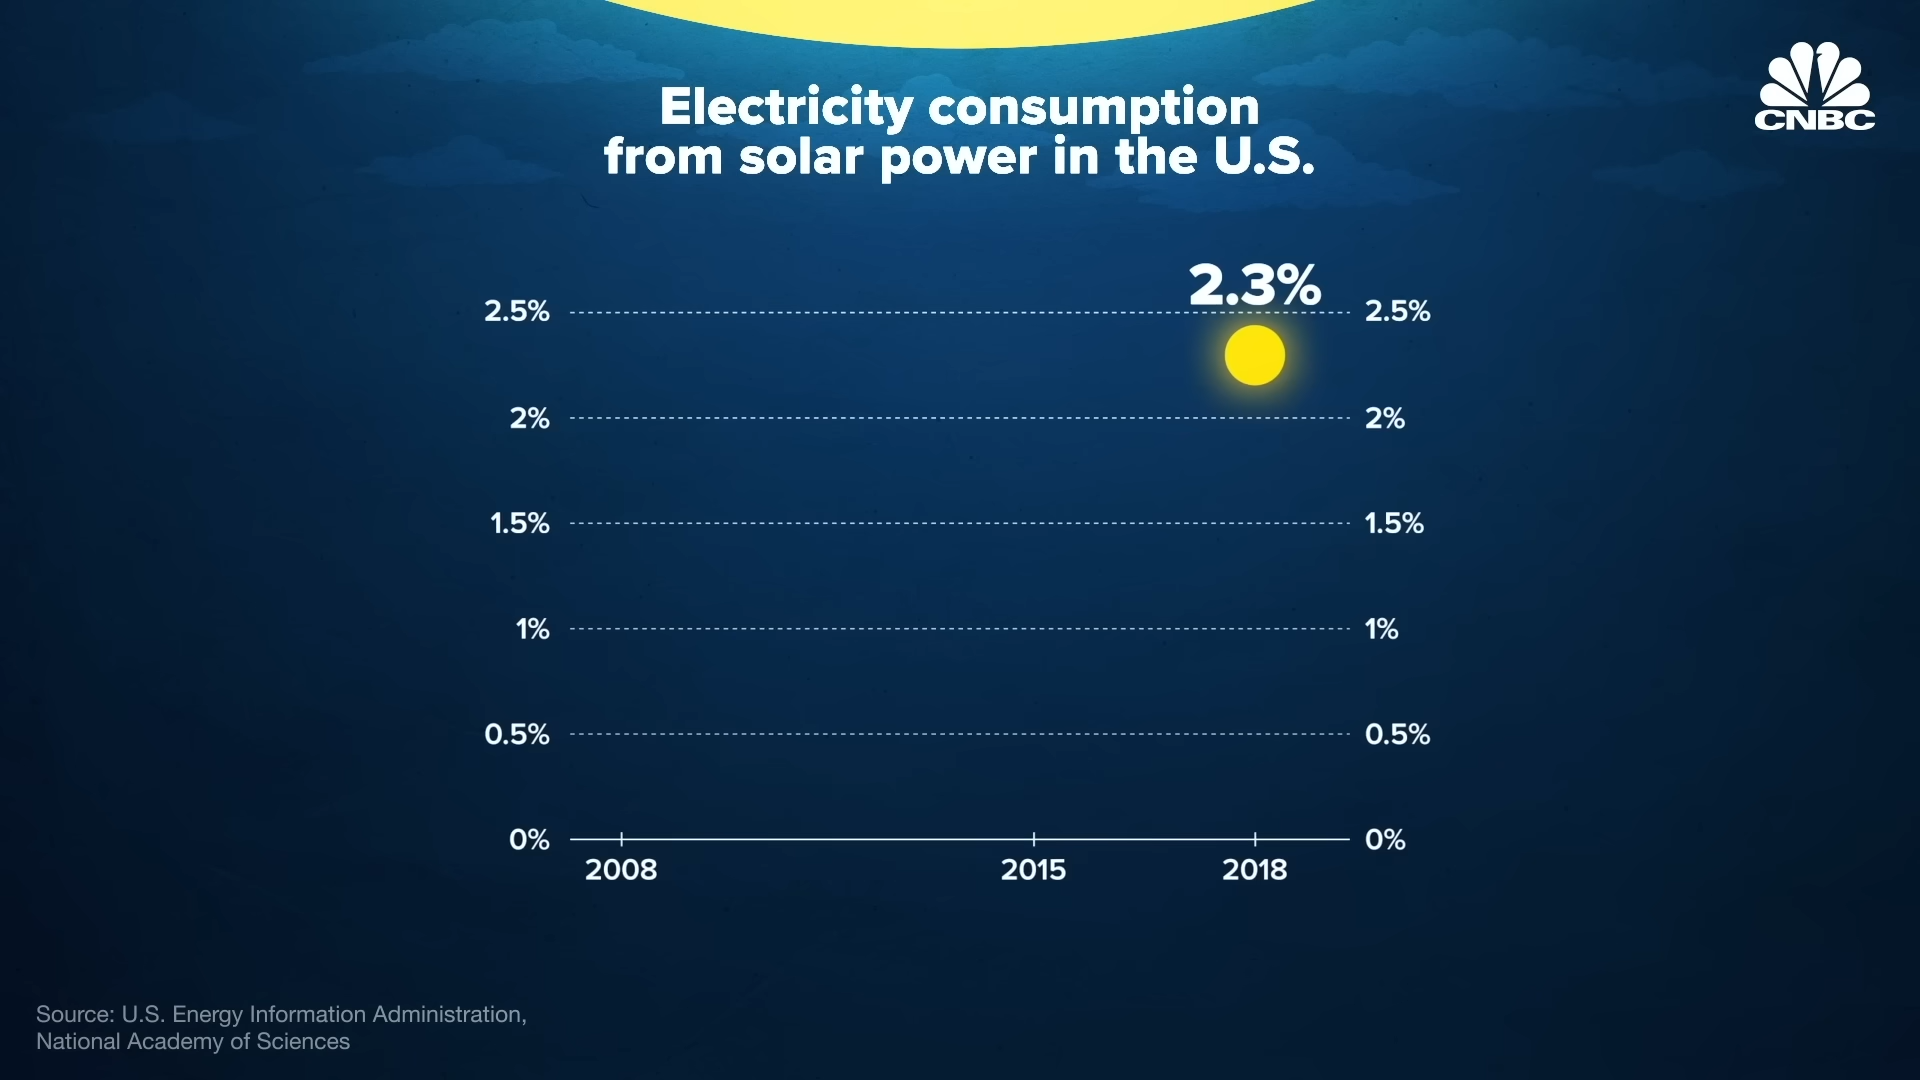 CNBC
Electricity consumption
from solar power in the U.S.
2.3%
2.5% 2.5%
2% 2%
1.5% 1.5%
1% 1%
0.5% 0.5%
0% 0%
2008 2015 2018
Source: U.S. Energy Information Administration,
National Academy of Sciences